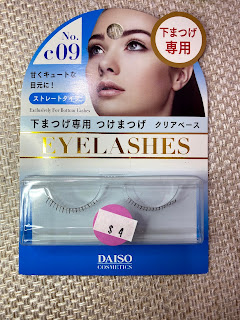 No.
c09
下まつげ
専用
甘くキュートな
目元に!
ストレートタイプ
Exclusively For Bottom Lashes
下まつげ専用 つけまつげ クリアベース
EYELASHES
$4
DAISO
COSMETICS